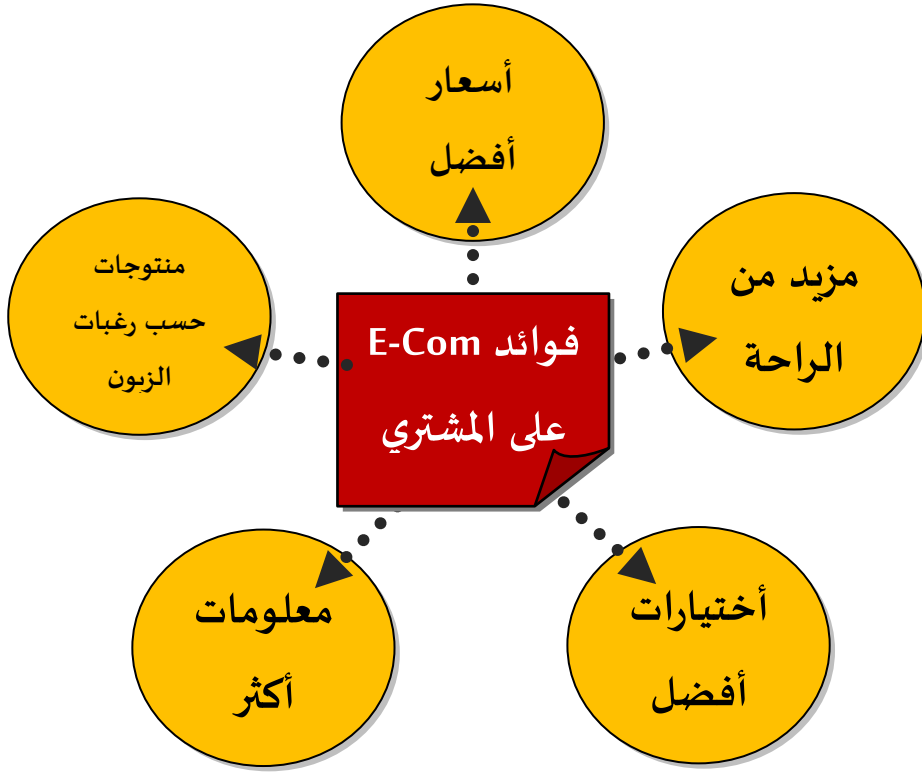 أسعار
أفضل
مزيد من
الراحة
منتوجات
حسب رغبات
الزبون
فوائد E-Com
على المشتري
أختيارات
أفضل
معلومات
أكثر